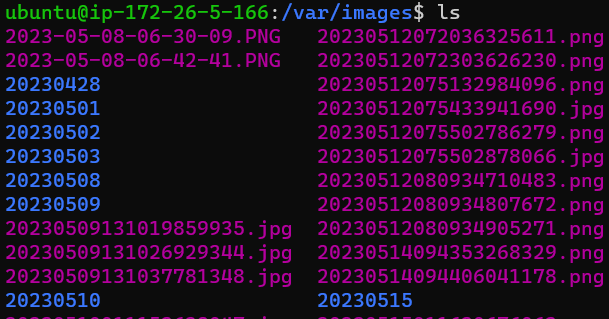 ubuntu@ip-172-26-5-166:/var/images$ ls
2023-05-08-06-30-09.PNG 20230512072036325611.png
2023-05-08-06-42-41.PNG 20230512072303626230.png
20230428 20230512075132984096.png
20230501 20230512075433941690.jpg
20230502 20230512075502786279.png
20230503 20230512075502878066.jpg
20230508 20230512080934710483.png
20230509 20230512080934807672.png
20230509131019859935.jpg 20230512080934905271.png
20230509131026929344.jpg 20230514094353268329.png
20230509131037781348.jpg 20230514094406041178.png
20230510 20230515